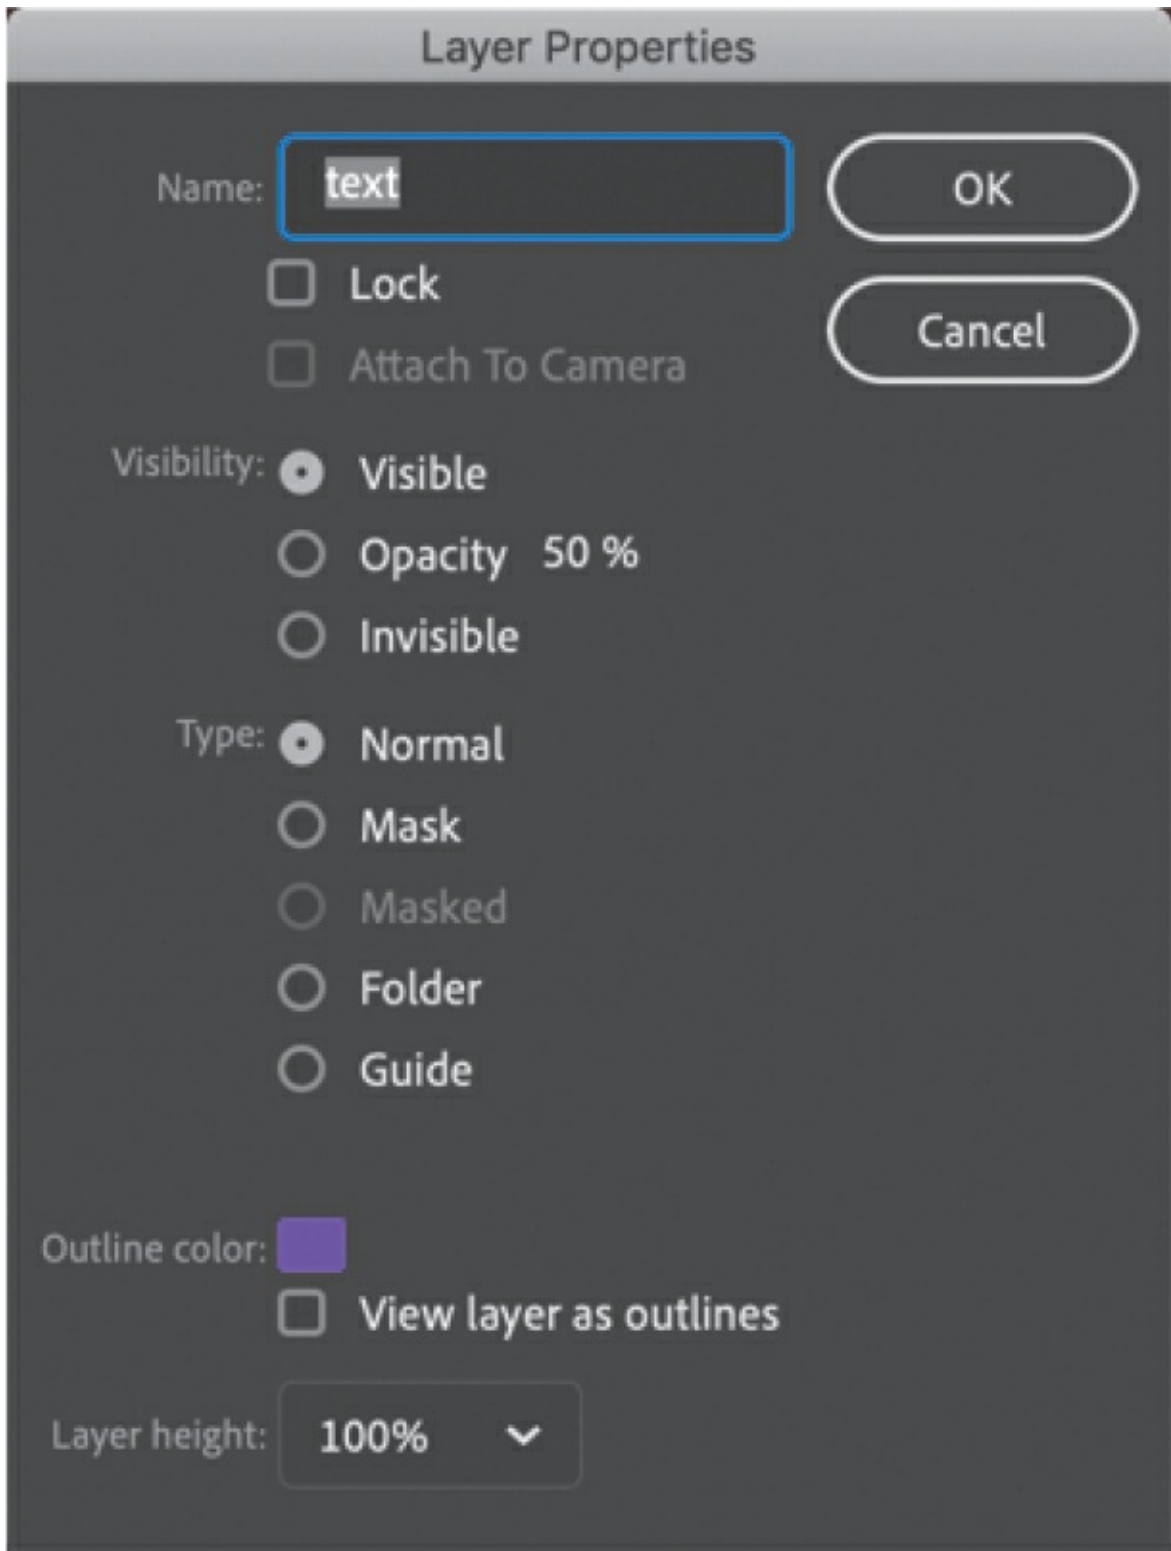 Layer Properties
Name: text OK
Lock
Attach To Camera Cancel
Visibility: Visible
Opacity 50 %
Invisible
Type: Normal
Mask
Masked
Folder
Guide
Outline color:
View layer as outlines
Layer height: 100%